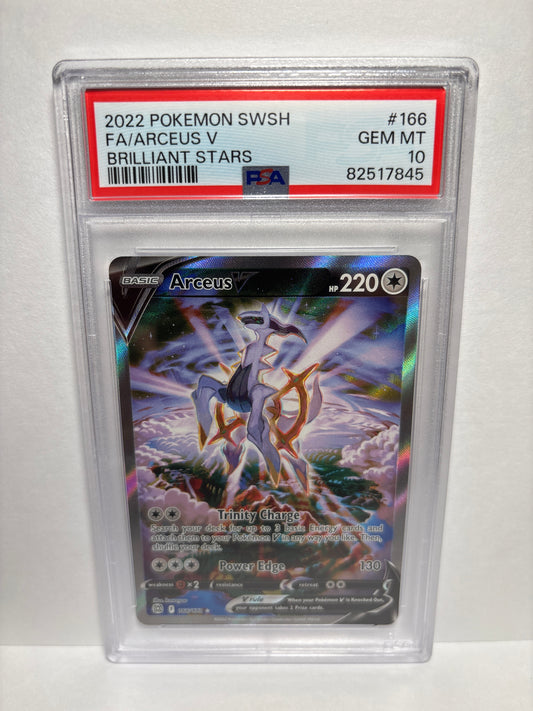 2022 POKEMON SWSH #166
FA/ARCEUS V GEM MT
BRILLIANT STARS 10
PSA 82517845
BASIC Arceus V HP 220
Trinity Charge
Search your deck for up to 3 basic Energy cards and
attach them to your Pokémon V in any way you like. Then,
shuffle your deck.
Power Edge 130
weakness ×2 resistance retreat
V rule When your Pokémon V is Knocked Out,
your opponent takes 2 Prize cards.